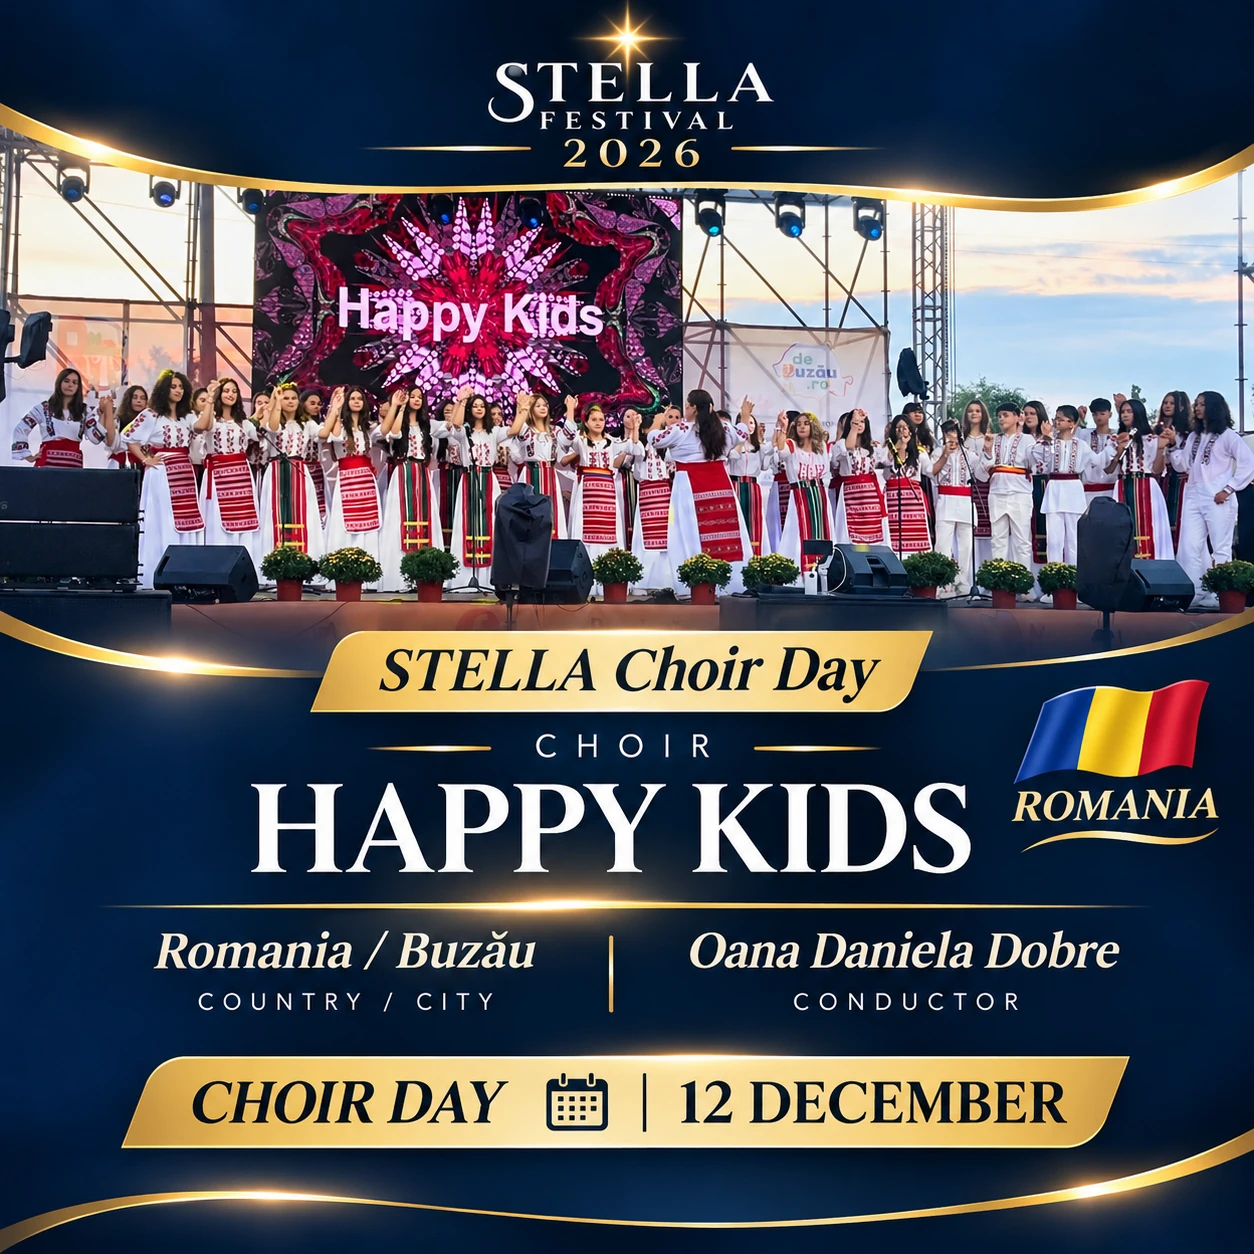 STELLA
FESTIVAL
2026
Happy Kids
de
Buzău
.ro
STELLA Choir Day
CHOIR
HAPPY KIDS
ROMANIA
Romania / Buzău
COUNTRY / CITY
Oana Daniela Dobre
CONDUCTOR
CHOIR DAY | 12 DECEMBER